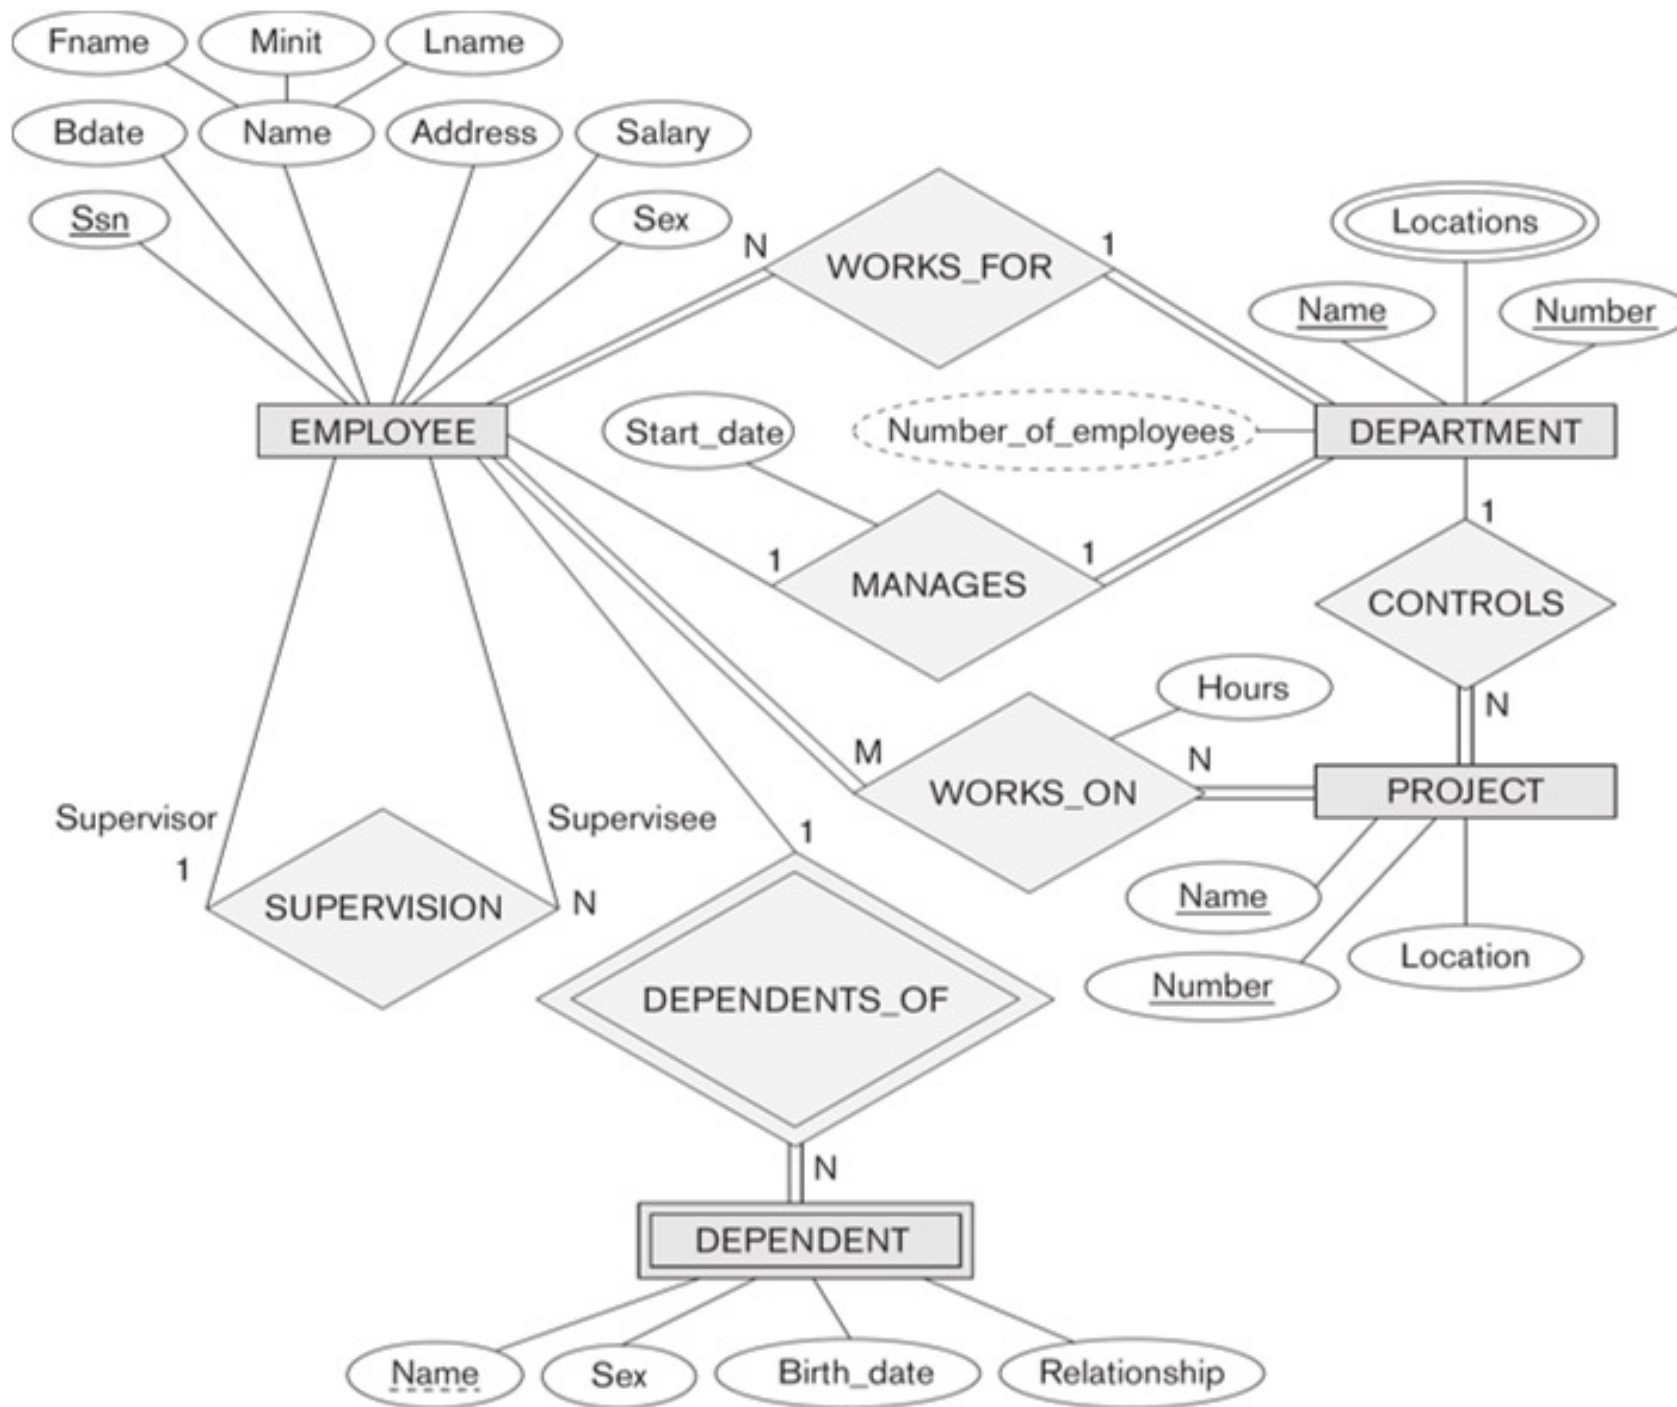 Fname
Minit
Lname
Bdate
Name
Address
Salary
Ssn
Sex
N
WORKS_FOR
1
Locations
Name
Number
EMPLOYEE
Start_date
Number_of_employees
DEPARTMENT
1
MANAGES
1
1
CONTROLS
N
Hours
M
WORKS_ON
N
PROJECT
Supervisor
1
SUPERVISION
Supervisee
N
1
Name
Number
Location
DEPENDENTS_OF
N
DEPENDENT
Name
Sex
Birth_date
Relationship